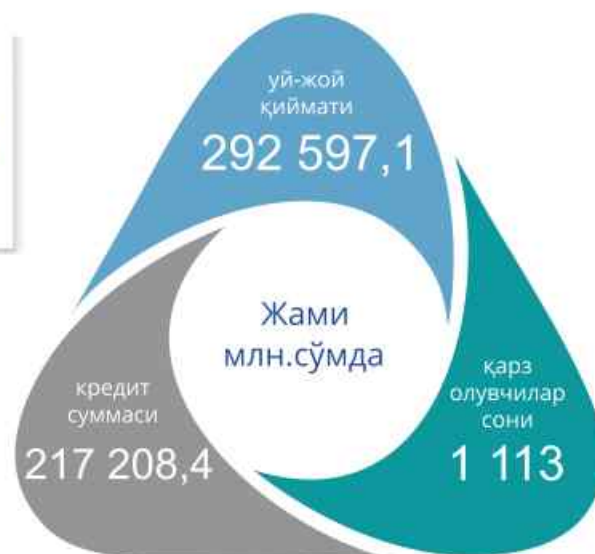 уй-жой
қиймати
292 597,1
Жами
млн.сўмда
кредит
суммаси
217 208,4
қарз
олувчилар
сони
1 113